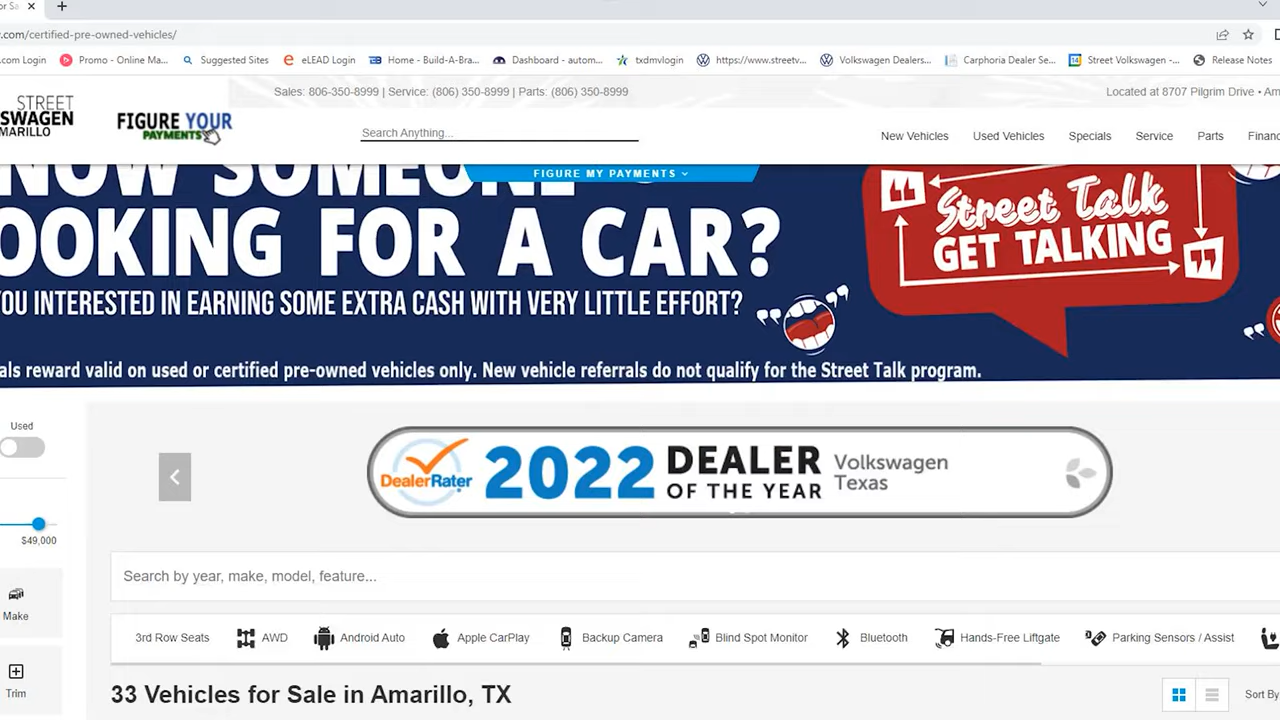 or Sa
.com/certified-pre-owned-vehicles/
.com Login
Promo - Online Ma...
Suggested Sites
eLEAD Login
Home - Build-A-Bra...
Dashboard - autom...
txdmvlogin
https://www.streetv...
Volkswagen Dealers...
Carphoria Dealer Se...
Street Volkswagen -...
Release Notes
Sales: 806-350-8999 | Service: (806) 350-8999 | Parts: (806) 350-8999
Located at 8707 Pilgrim Drive • Am
STREET
SWAGEN
MARILLO
FIGURE YOUR
PAYMENTS
Search Anything...
New Vehicles
Used Vehicles
Specials
Service
Parts
Financ
NOW SOMEONE
FIGURE MY PAYMENTS
OOKING FOR A CAR?
YOU INTERESTED IN EARNING SOME EXTRA CASH WITH VERY LITTLE EFFORT?
als reward valid on used or certified pre-owned vehicles only. New vehicle referrals do not qualify for the Street Talk program.
Street Talk
GET TALKING
Used
$49,000
Make
Trim
DealerRater
2022 DEALER OF THE YEAR
Volkswagen
Texas
Search by year, make, model, feature...
3rd Row Seats
AWD
Android Auto
Apple CarPlay
Backup Camera
Blind Spot Monitor
Bluetooth
Hands-Free Liftgate
Parking Sensors / Assist
33 Vehicles for Sale in Amarillo, TX
Sort By